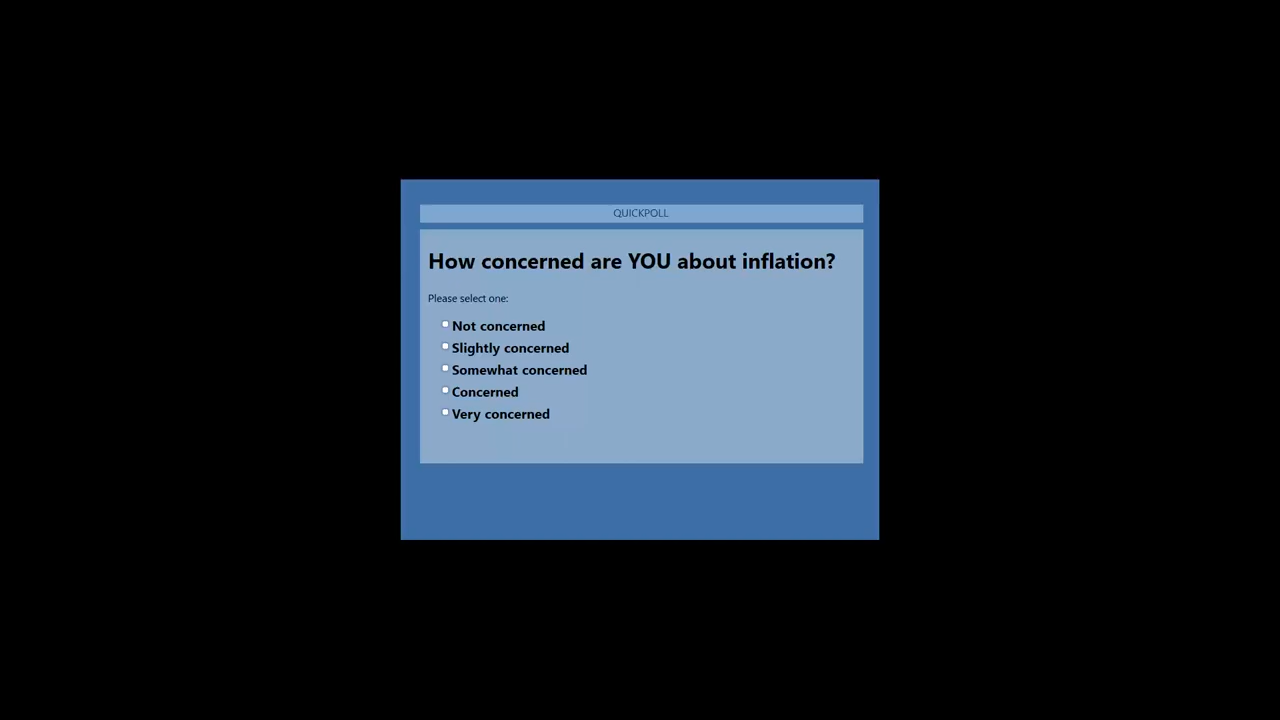 QUICKPOLL
How concerned are YOU about inflation?
Please select one:
Not concerned
Slightly concerned
Somewhat concerned
Concerned
Very concerned